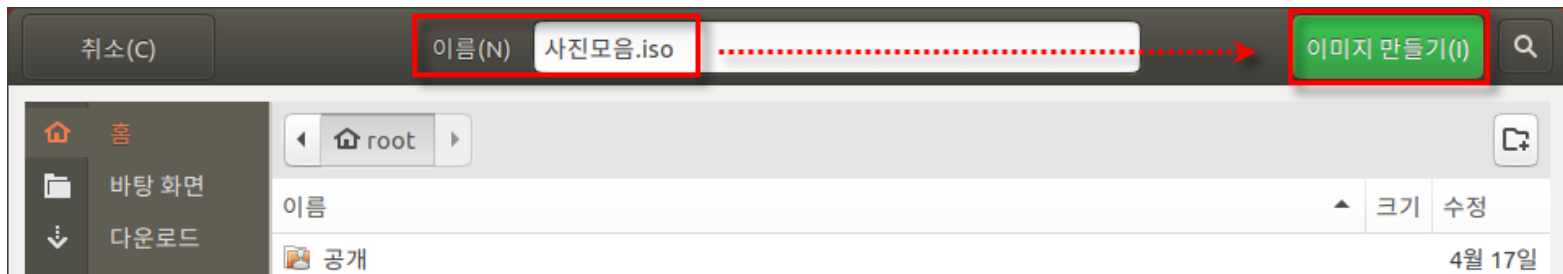 취소(C) 이름(N) 사진모음.iso 이미지 만들기(I)
홈 root
바탕 화면
이름 크기 수정
다운로드
공개 4월 17일